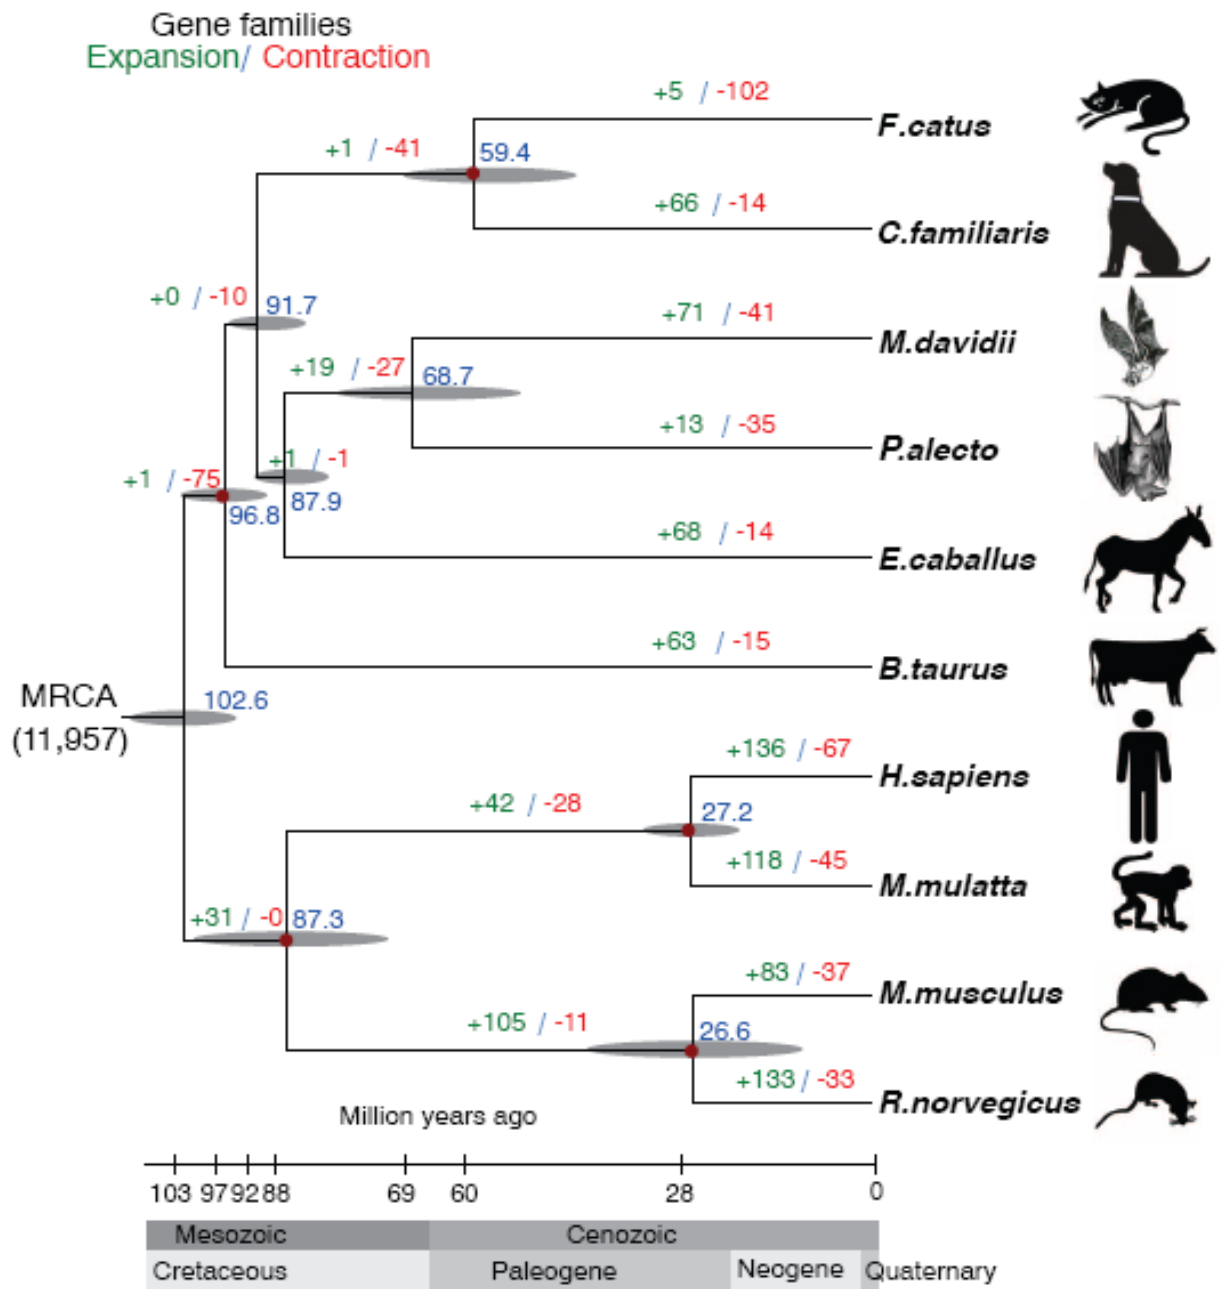 Gene families
Expansion/ Contraction
+5 / -102
F.catus
+1 / -41
59.4
+66 / -14
C.familiaris
+0 / -10
91.7
+71 / -41
M.davidii
+19 / -27
68.7
+13 / -35
P.alecto
+1 / -1
+1 / -75
87.9
96.8
+68 / -14
E.caballus
+63 / -15
B.taurus
MRCA
(11,957)
102.6
+136 / -67
H.sapiens
+42 / -28
27.2
+118 / -45
M.mulatta
+31 / -0
87.3
+83 / -37
M.musculus
+105 / -11
26.6
+133 / -33
R.norvegicus
Million years ago
103 97 92 88 69 60 28 0
Mesozoic Cenozoic
Cretaceous Paleogene Neogene Quaternary